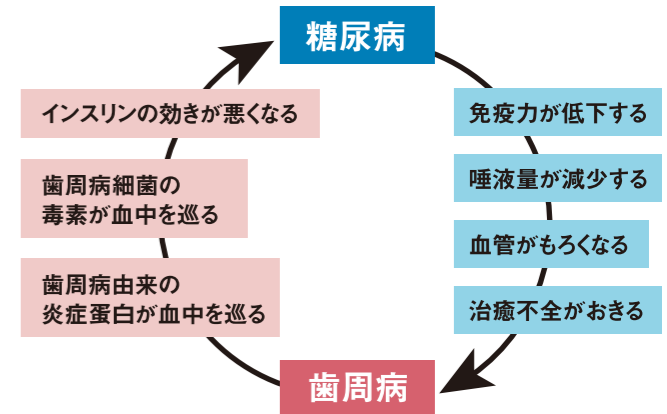 糖尿病
免疫力が低下する
唾液量が減少する
血管がもろくなる
治癒不全がおきる
歯周病
歯周病由来の
炎症蛋白が血中を巡る
歯周病細菌の
毒素が血中を巡る
インスリンの効きが悪くなる